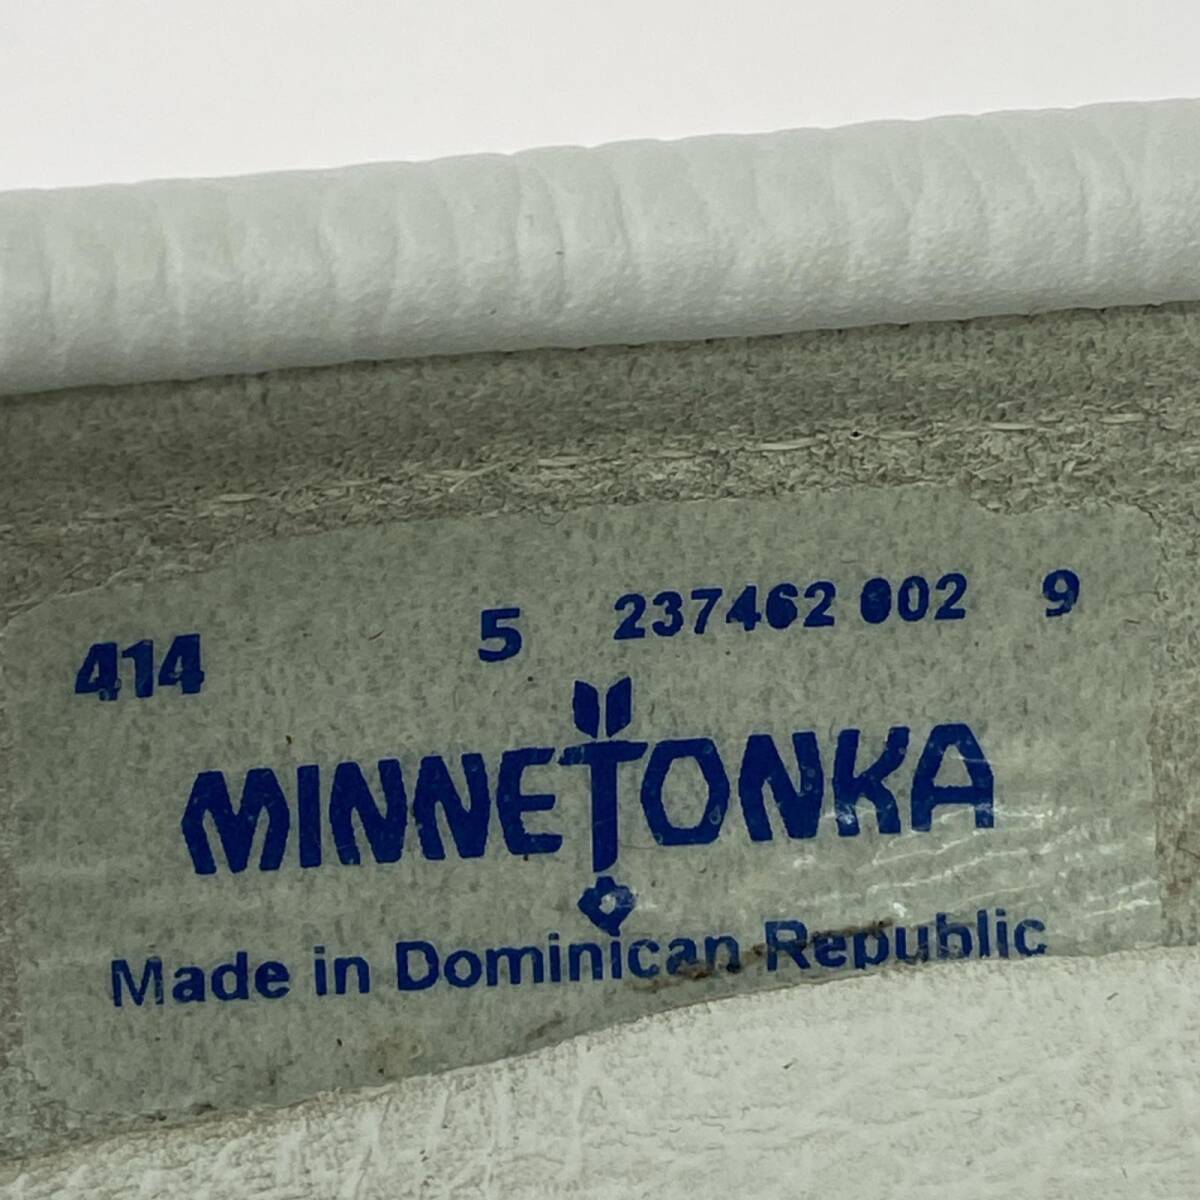 414 5 237462 002 9
MINNETONKA
Made in Dominican Republic